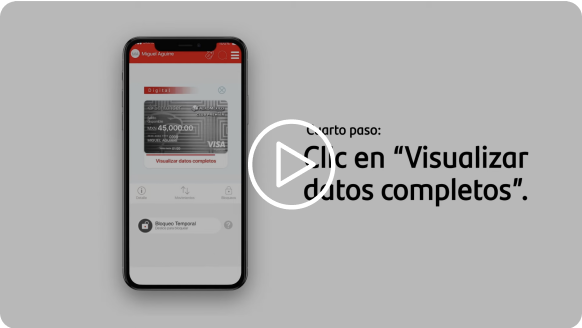 Miguel Aguirre
Digital
45,000.00
VISA
Visualizar datos completos
Bloqueo Temporal
Cuarto paso:
Clic en “Visualizar
datos completos”.